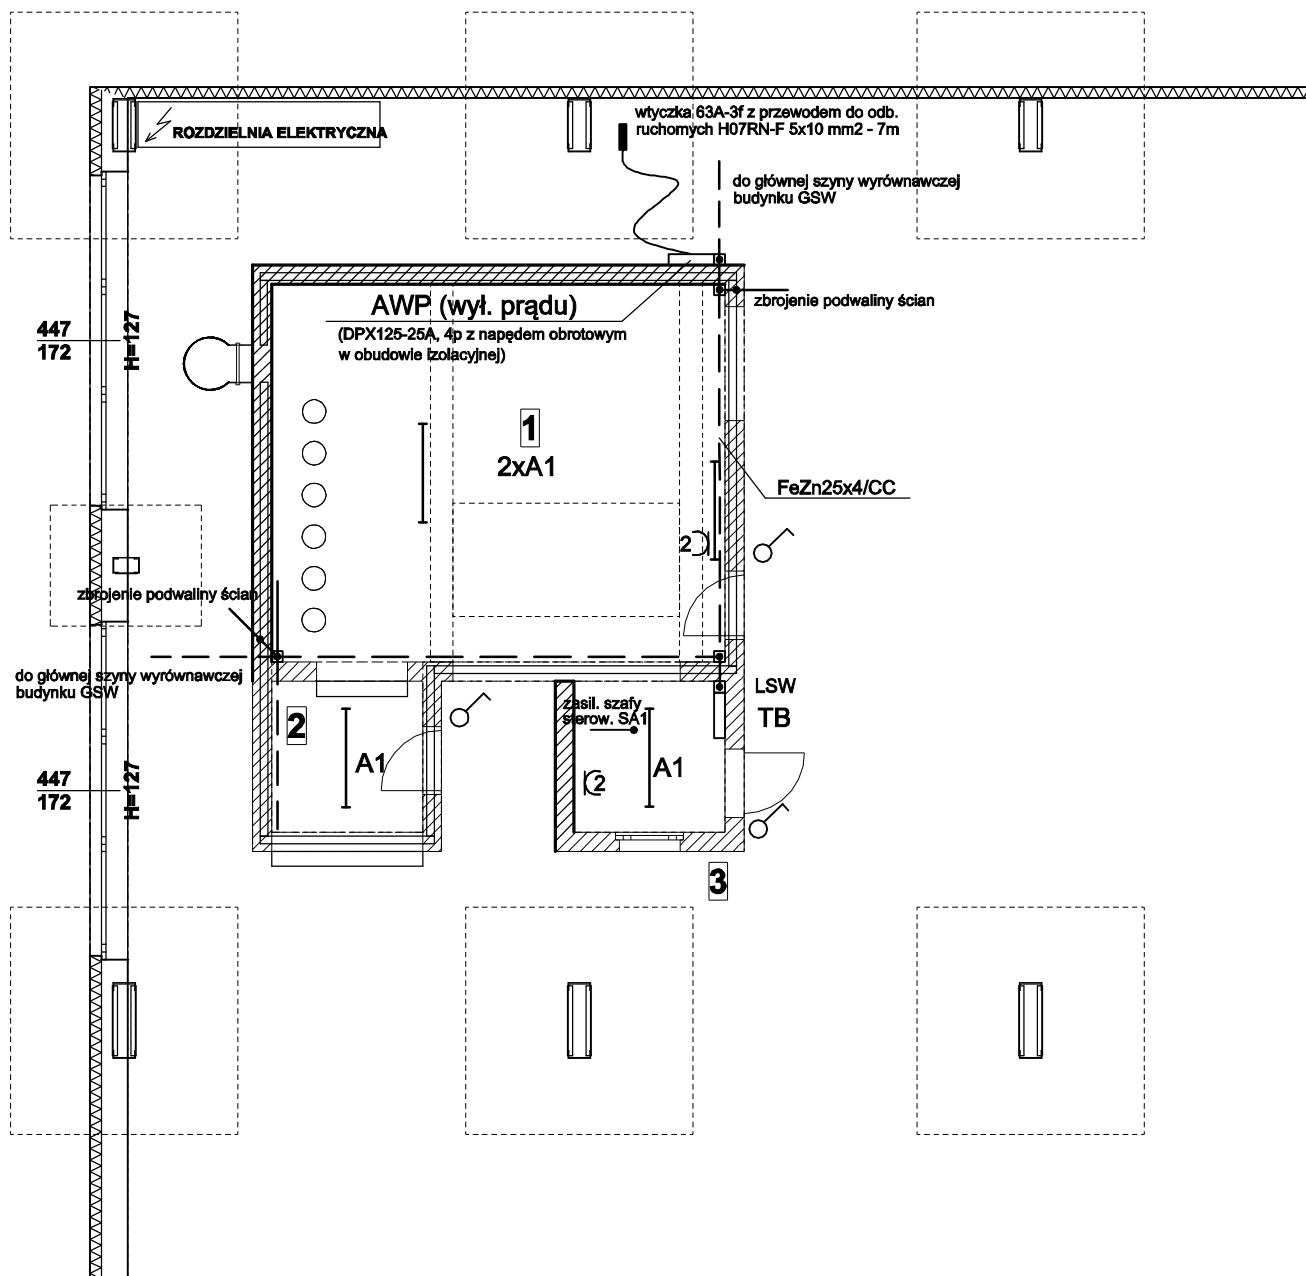 wtyczka 63A-3f z przewodem do odb.
ruchomych H07RN-F 5x10 mm2 - 7m
ROZDZIELNIA ELEKTRYCZNA
do głównej szyny wyrównawczej
budynku GSW
zbrojenie podwaliny ścian
AWP (wył. prądu)
(DPX125-25A, 4p z napędem obrotowym
w obudowie izolacyjnej)
447
172
H=127
1
2xA1
FeZn25x4/CC
2
zbrojenie podwaliny ścian
do głównej szyny wyrównawczej
budynku GSW
LSW
TB
zasil. szafy
sterow. SA1
2
A1
A1
2
447
172
H=127
3